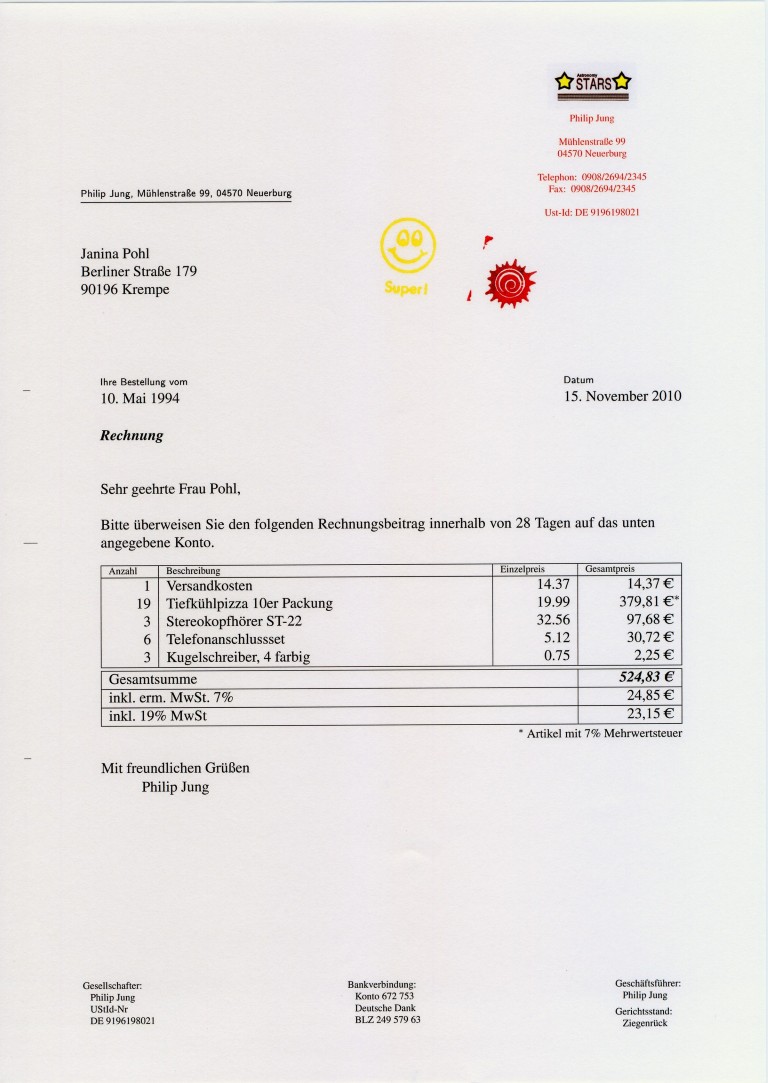 Astronomy
STARS
Philip Jung
Mühlenstraße 99
04570 Neuerburg
Telephon: 0908/2694/2345
Fax: 0908/2694/2345
Ust-Id: DE 9196198021
Philip Jung, Mühlenstraße 99, 04570 Neuerburg
Janina Pohl
Berliner Straße 179
90196 Krempe
Super!
Ihre Bestellung vom
10. Mai 1994
Datum
15. November 2010
Rechnung
Sehr geehrte Frau Pohl,
Bitte überweisen Sie den folgenden Rechnungsbeitrag innerhalb von 28 Tagen auf das unten
angegebene Konto.
Anzahl Beschreibung Einzelpreis Gesamtpreis
1 Versandkosten 14.37 14,37 €
19 Tiefkühlpizza 10er Packung 19.99 379,81 €*
3 Stereokopfhörer ST-22 32.56 97,68 €
6 Telefonanschlussset 5.12 30,72 €
3 Kugelschreiber, 4 farbig 0.75 2,25 €
Gesamtsumme 524,83 €
inkl. erm. MwSt. 7% 24,85 €
inkl. 19% MwSt 23,15 €
* Artikel mit 7% Mehrwertsteuer
Mit freundlichen Grüßen
Philip Jung
Gesellschafter:
Philip Jung
UStId-Nr
DE 9196198021
Bankverbindung:
Konto 672 753
Deutsche Dank
BLZ 249 579 63
Geschäftsführer:
Philip Jung
Gerichtsstand:
Ziegenrück